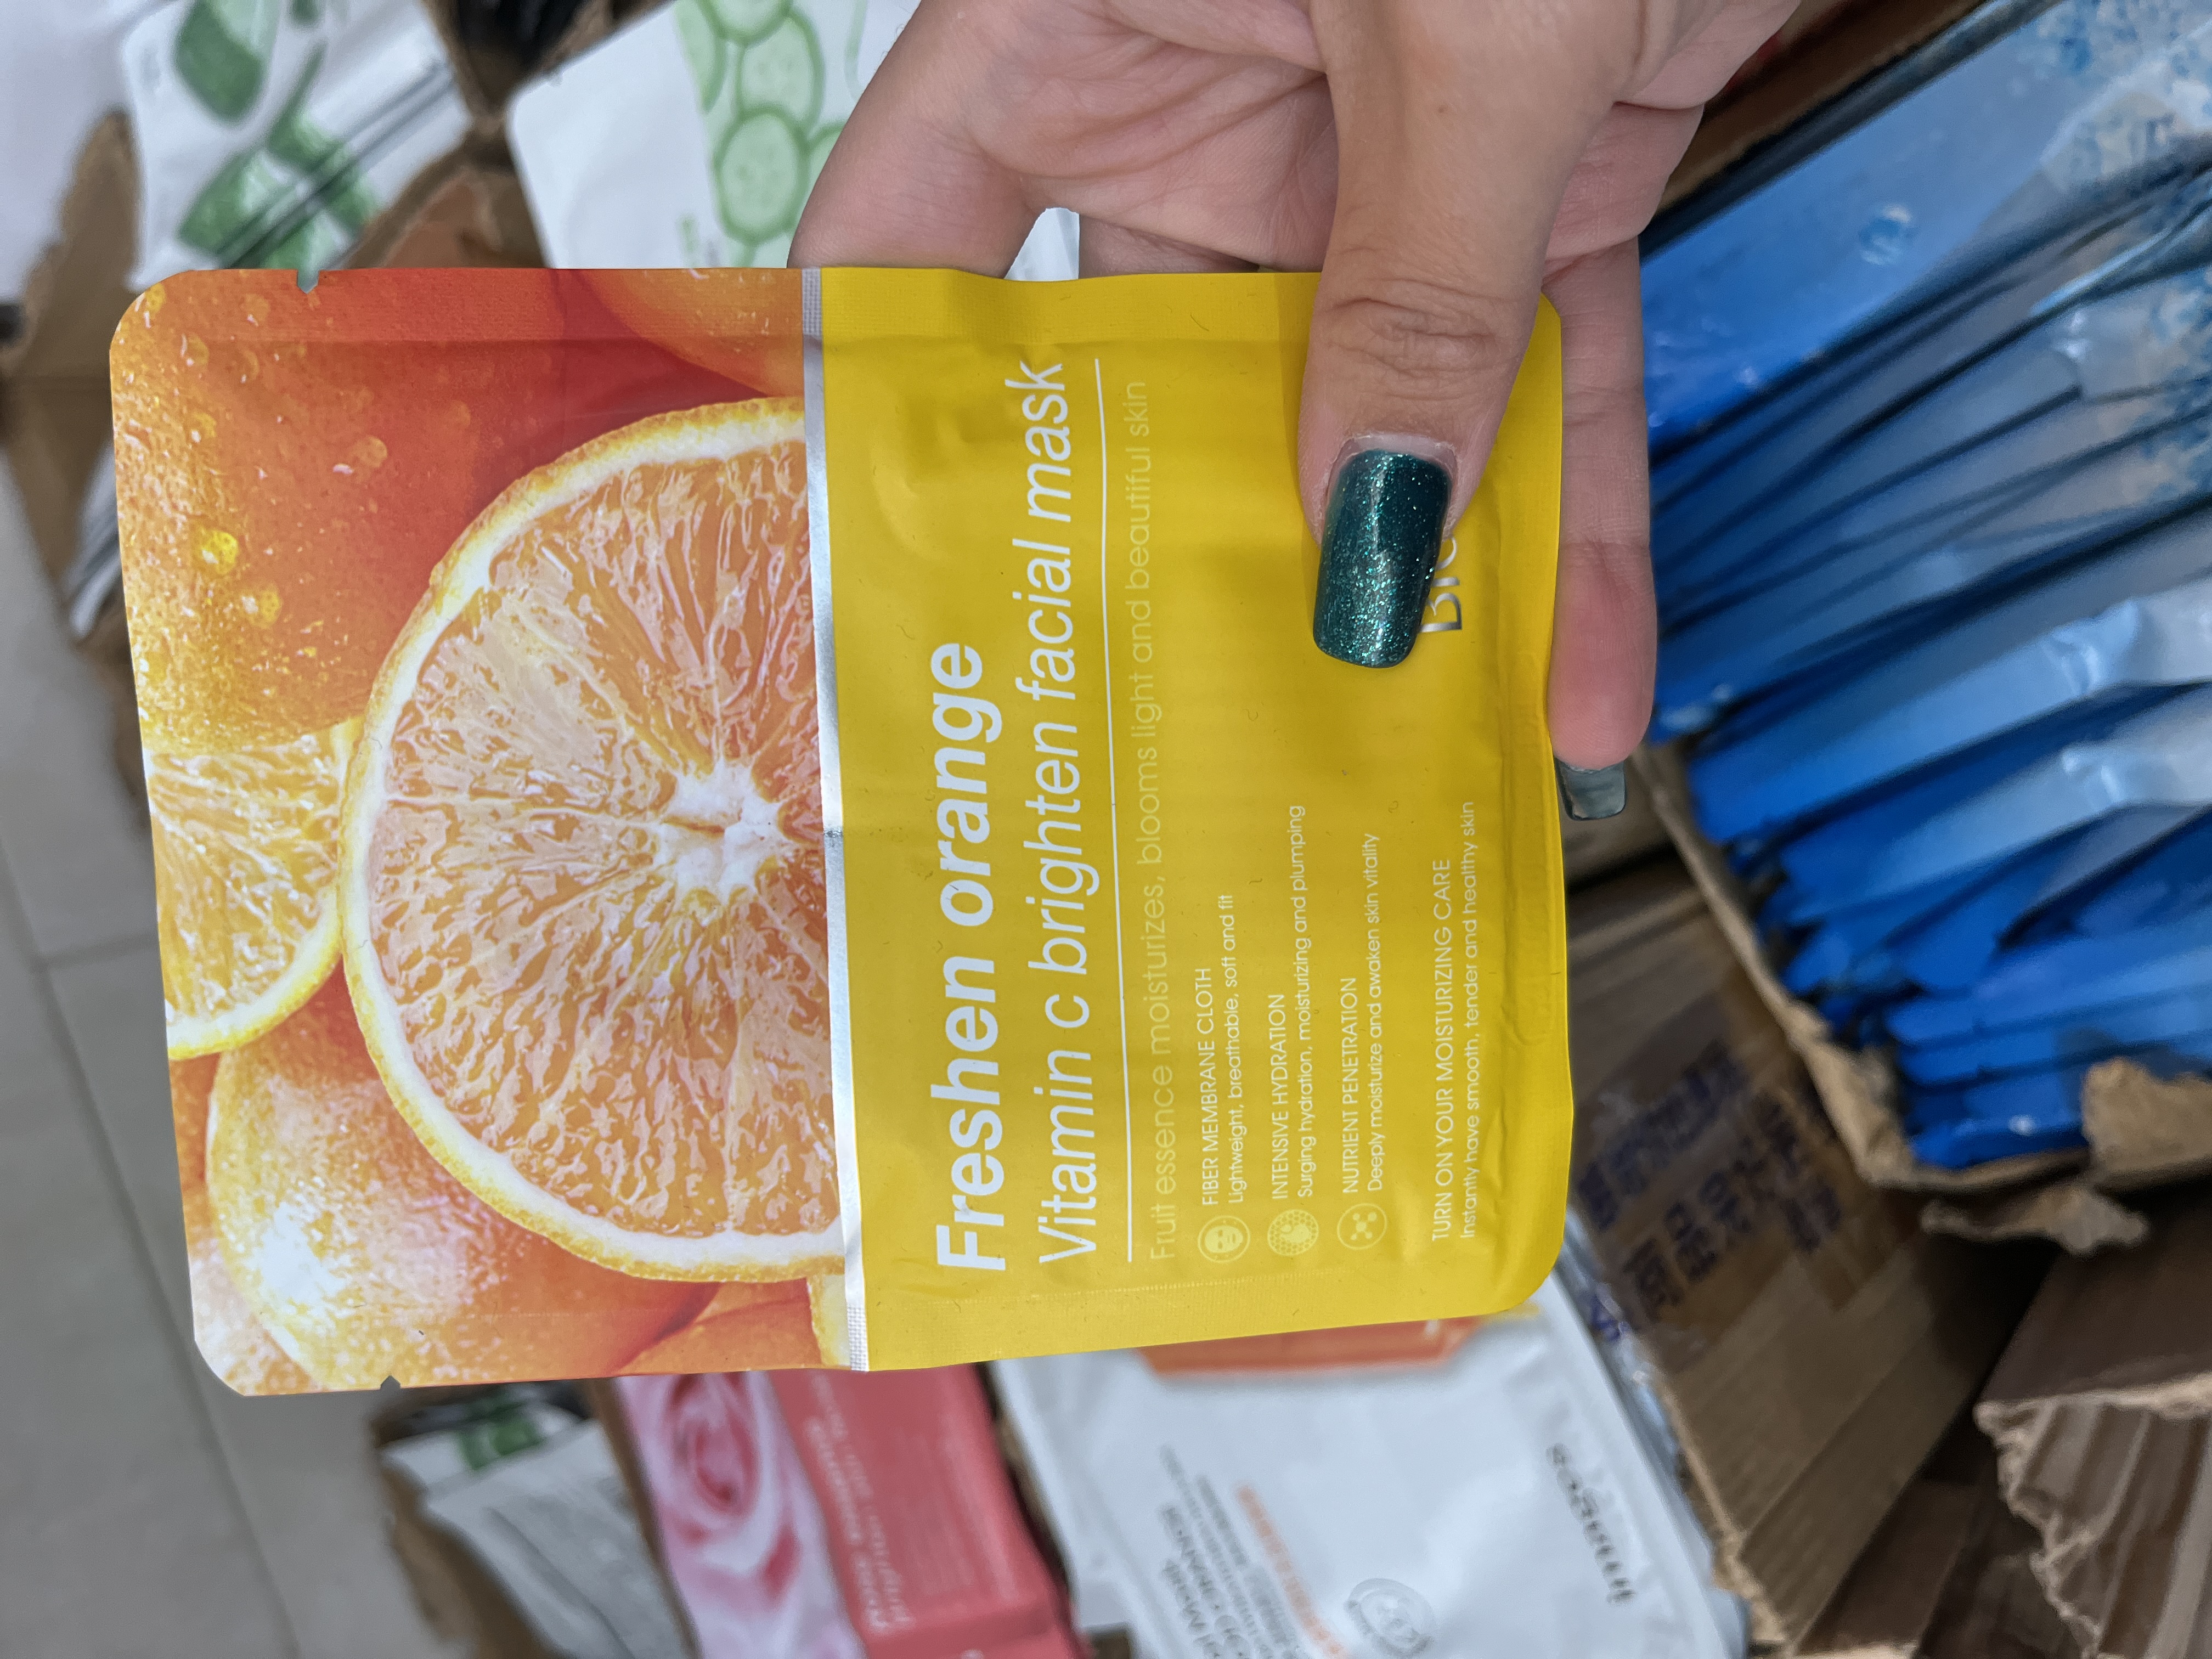 Freshen orange
Vitamin c brighten facial mask
Fruit essence moisturizes, blooms light and beautiful skin
FIBER MEMBRANE CLOTH
Lightweight, breathable, soft and fit
INTENSIVE HYDRATION
Surging hydration, moisturizing and plumping
NUTRIENT PENETRATION
Deeply moisturize and awaken skin vitality
TURN ON YOUR MOISTURIZING CARE
Instantly have smooth, tender and healthy skin
images